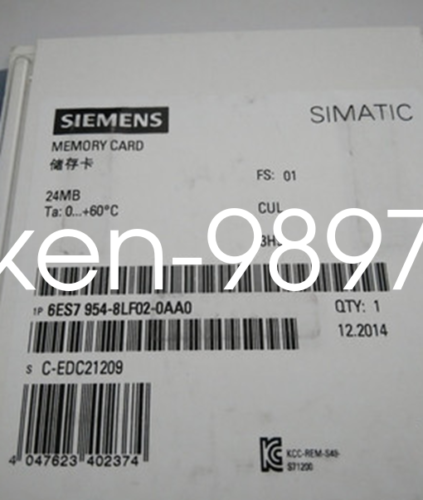 SIEMENS
SIMATIC
MEMORY CARD
储存卡
FS: 01
24MB
Ta: 0...+60°C
CUL
ken-9897
1P 6ES7 954-8LF02-0AA0
QTY: 1
12.2014
S C-EDC21209
4 047623 402374
KCC-REM-S49-
S71200